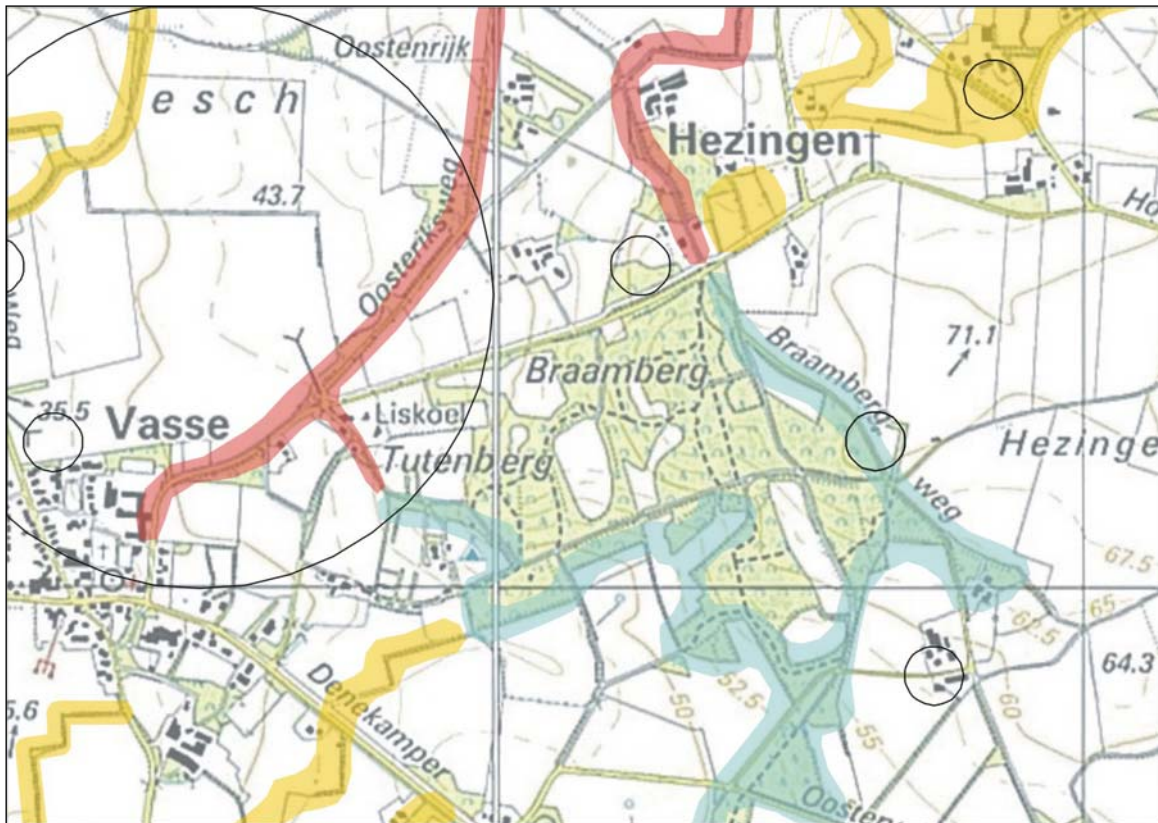 Oostenrijk
esch
Hezingen
43.7
Oosteriksweg
Ho
71.1
Braamberg
Braamberg
35.5
Vasse
Liskoel
Tutenberg
Hezinge
weg
67.5
65
62.5
64.3
Denekamper
52.5
50
60
55
5.6